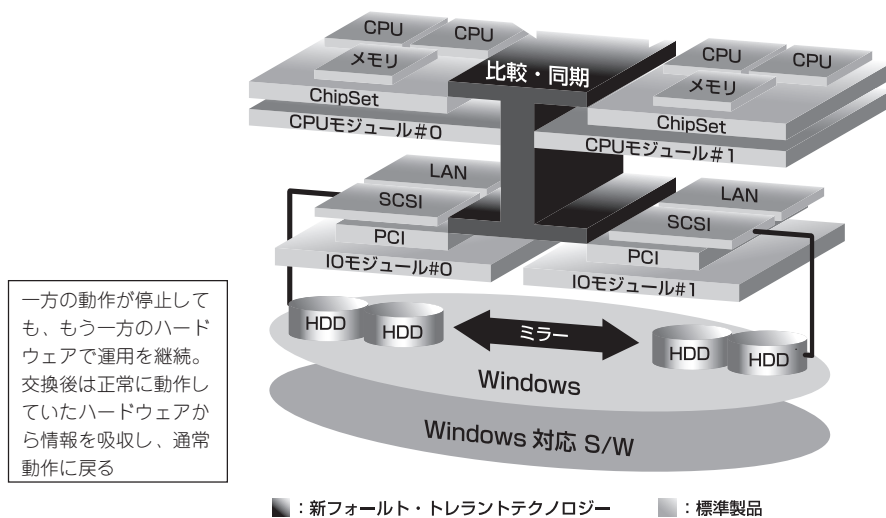 CPU
CPU
メモリ
ChipSet
CPUモジュール#0
比較・同期
CPU
CPU
メモリ
ChipSet
CPUモジュール#1
LAN
SCSI
PCI
IOモジュール#0
LAN
SCSI
PCI
IOモジュール#1
一方の動作が停止して
も、もう一方のハード
ウェアで運用を継続。
交換後は正常に動作し
ていたハードウェアか
ら情報を吸収し、通常
動作に戻る
HDD
HDD
ミラー
HDD
HDD
Windows
Windows 対応 S/W
：新フォールト・トレラントテクノロジー
：標準製品